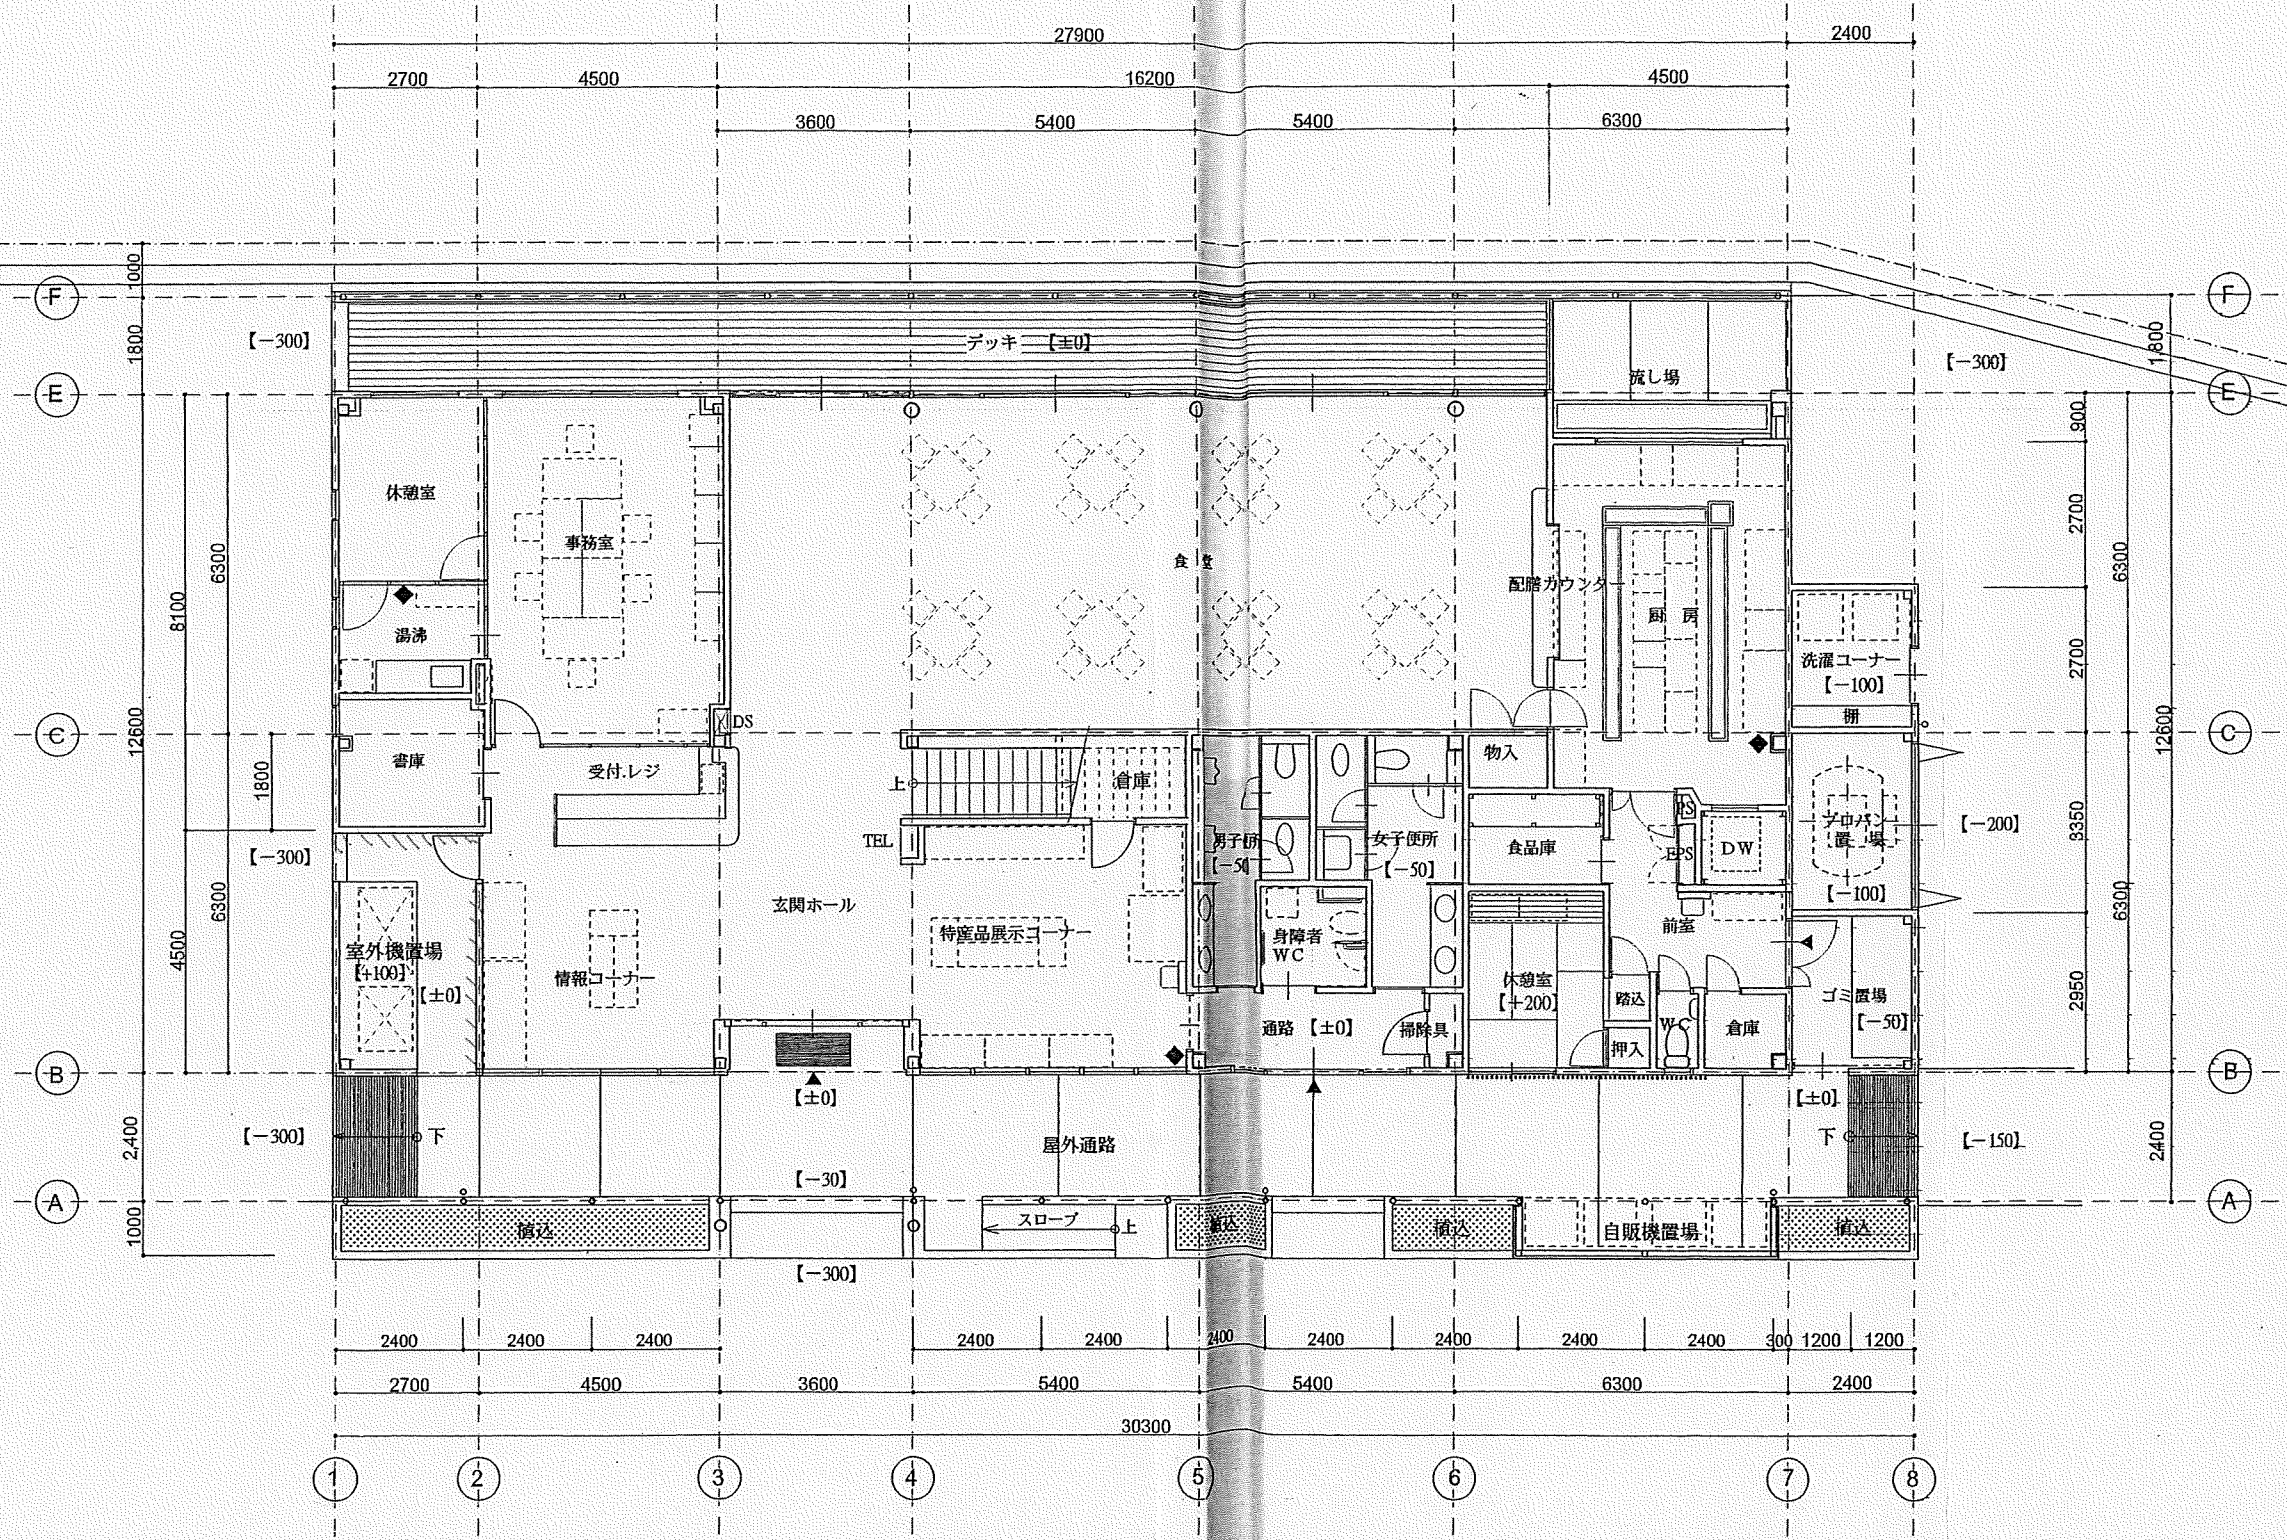 27900
2400
2700
4500
16200
4500
3600
5400
5400
6300
1000
F
F
1800
【-300】
デッキ 【±0】
流し場
【-300】
1,800
E
E
900
休憩室
事務室
食堂
2700
6300
6300
配膳カウンター
厨 房
8100
湯沸
洗濯コーナー
【-100】
2700
棚
DS
C
C
12600
12600
書庫
受付.レジ
1800
上
倉庫
物入
PS
プロパン
置 場
【-200】
3350
TEL
男子便所
【-50】
女子便所
【-50】
食品庫
EPS
DW
【-300】
【-100】
6300
6300
玄関ホール
特産品展示コーナー
身障者
WC
前室
4500
室外機置場
【+100】
【±0】
情報コーナー
休憩室
【+200】
踏込
ゴミ置場
【-50】
2950
通路 【±0】
掃除具
WC
倉庫
押入
B
B
【±0】
【±0】
2,400
【-300】
下
屋外通路
下
【-150】
2400
【-30】
A
A
1000
植込
スロープ
上
植込
植込
自販機置場
植込
【-300】
2400
2400
2400
2400
2400
2400
2400
2400
2400
2400
300
1200
1200
2700
4500
3600
5400
5400
6300
2400
30300
1
2
3
4
5
6
7
8